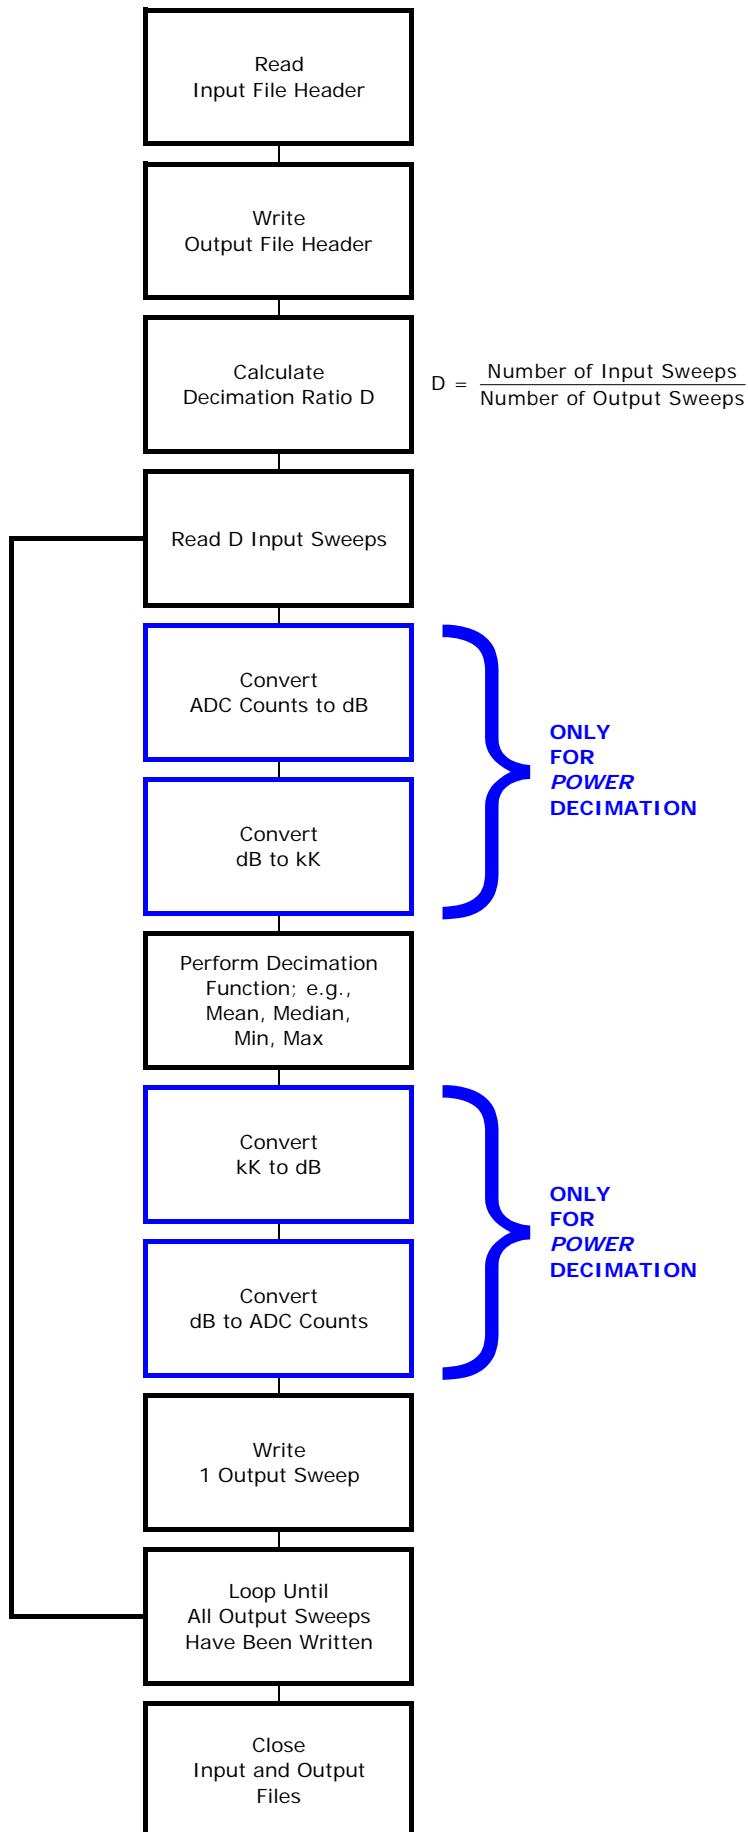 Read
Input File Header
Write
Output File Header
Calculate
Decimation Ratio D
D = Number of Input Sweeps
Number of Output Sweeps
Read D Input Sweeps
Convert
ADC Counts to dB
Convert
dB to kK
ONLY
FOR
POWER
DECIMATION
Perform Decimation
Function; e.g.,
Mean, Median,
Min, Max
Convert
kK to dB
Convert
dB to ADC Counts
ONLY
FOR
POWER
DECIMATION
Write
1 Output Sweep
Loop Until
All Output Sweeps
Have Been Written
Close
Input and Output
Files